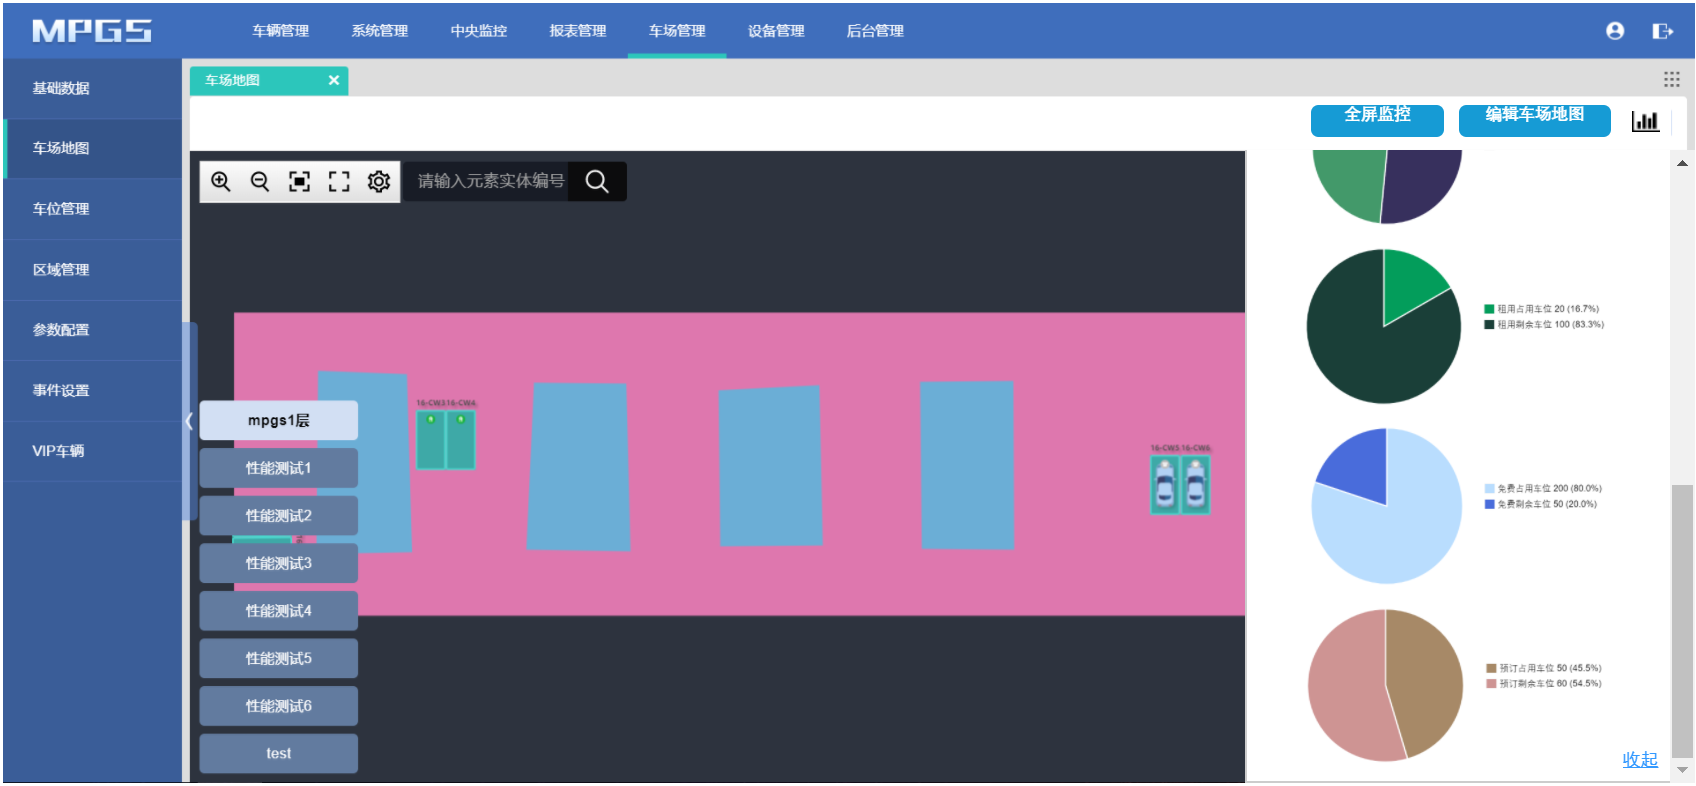 MPGS
车辆管理
系统管理
中央监控
报表管理
车场管理
设备管理
后台管理
基础数据
车场地图
车位管理
区域管理
参数配置
事件设置
VIP车辆
车场地图
全屏监控
编辑车场地图
请输入元素实体编号
16-CW3 16-CW4
16-CW5 16-CW6
mpgs1层
性能测试1
性能测试2
性能测试3
性能测试4
性能测试5
性能测试6
test
租用占用车位 20 (16.7%)
租用剩余车位 100 (83.3%)
免费占用车位 200 (80.0%)
免费剩余车位 50 (20.0%)
预订占用车位 50 (45.5%)
预订剩余车位 60 (54.5%)
收起